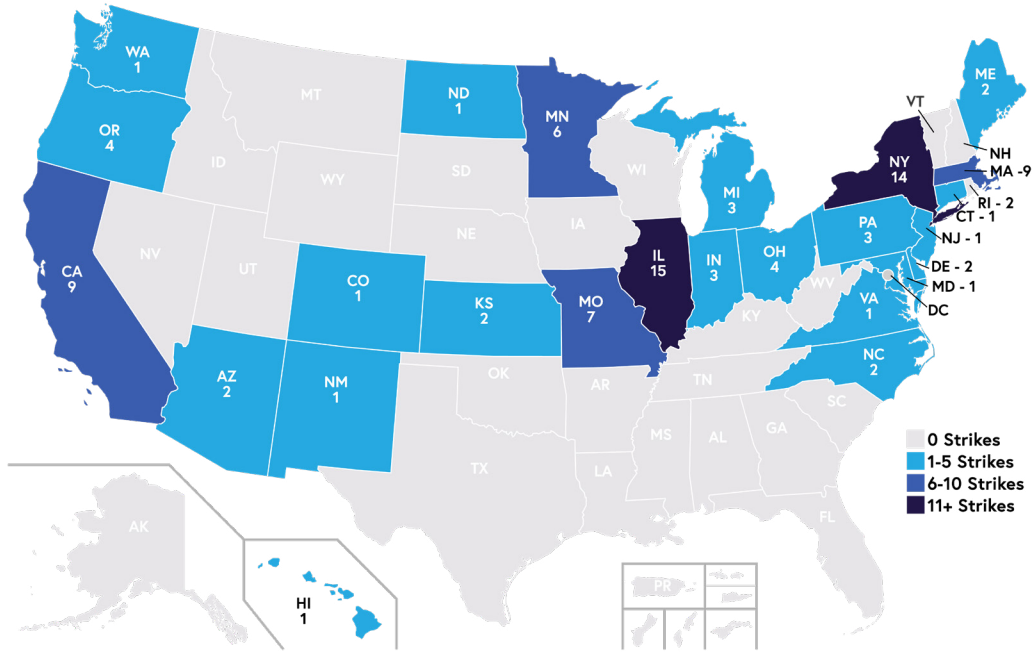 WA
1
MT
ND
1
MN
6
ME
2
VT
OR
4
ID
SD
WI
NY
14
NH
MA -9
WY
MI
3
RI - 2
CT - 1
IA
PA
3
NJ - 1
NE
NV
UT
CA
9
CO
1
KS
2
MO
7
IL
15
IN
3
OH
4
WV
DE - 2
MD - 1
DC
VA
1
KY
NC
2
AZ
2
NM
1
OK
AR
TN
SC
MS
AL
GA
TX
LA
FL
0 Strikes
1-5 Strikes
6-10 Strikes
11+ Strikes
AK
HI
1
PR